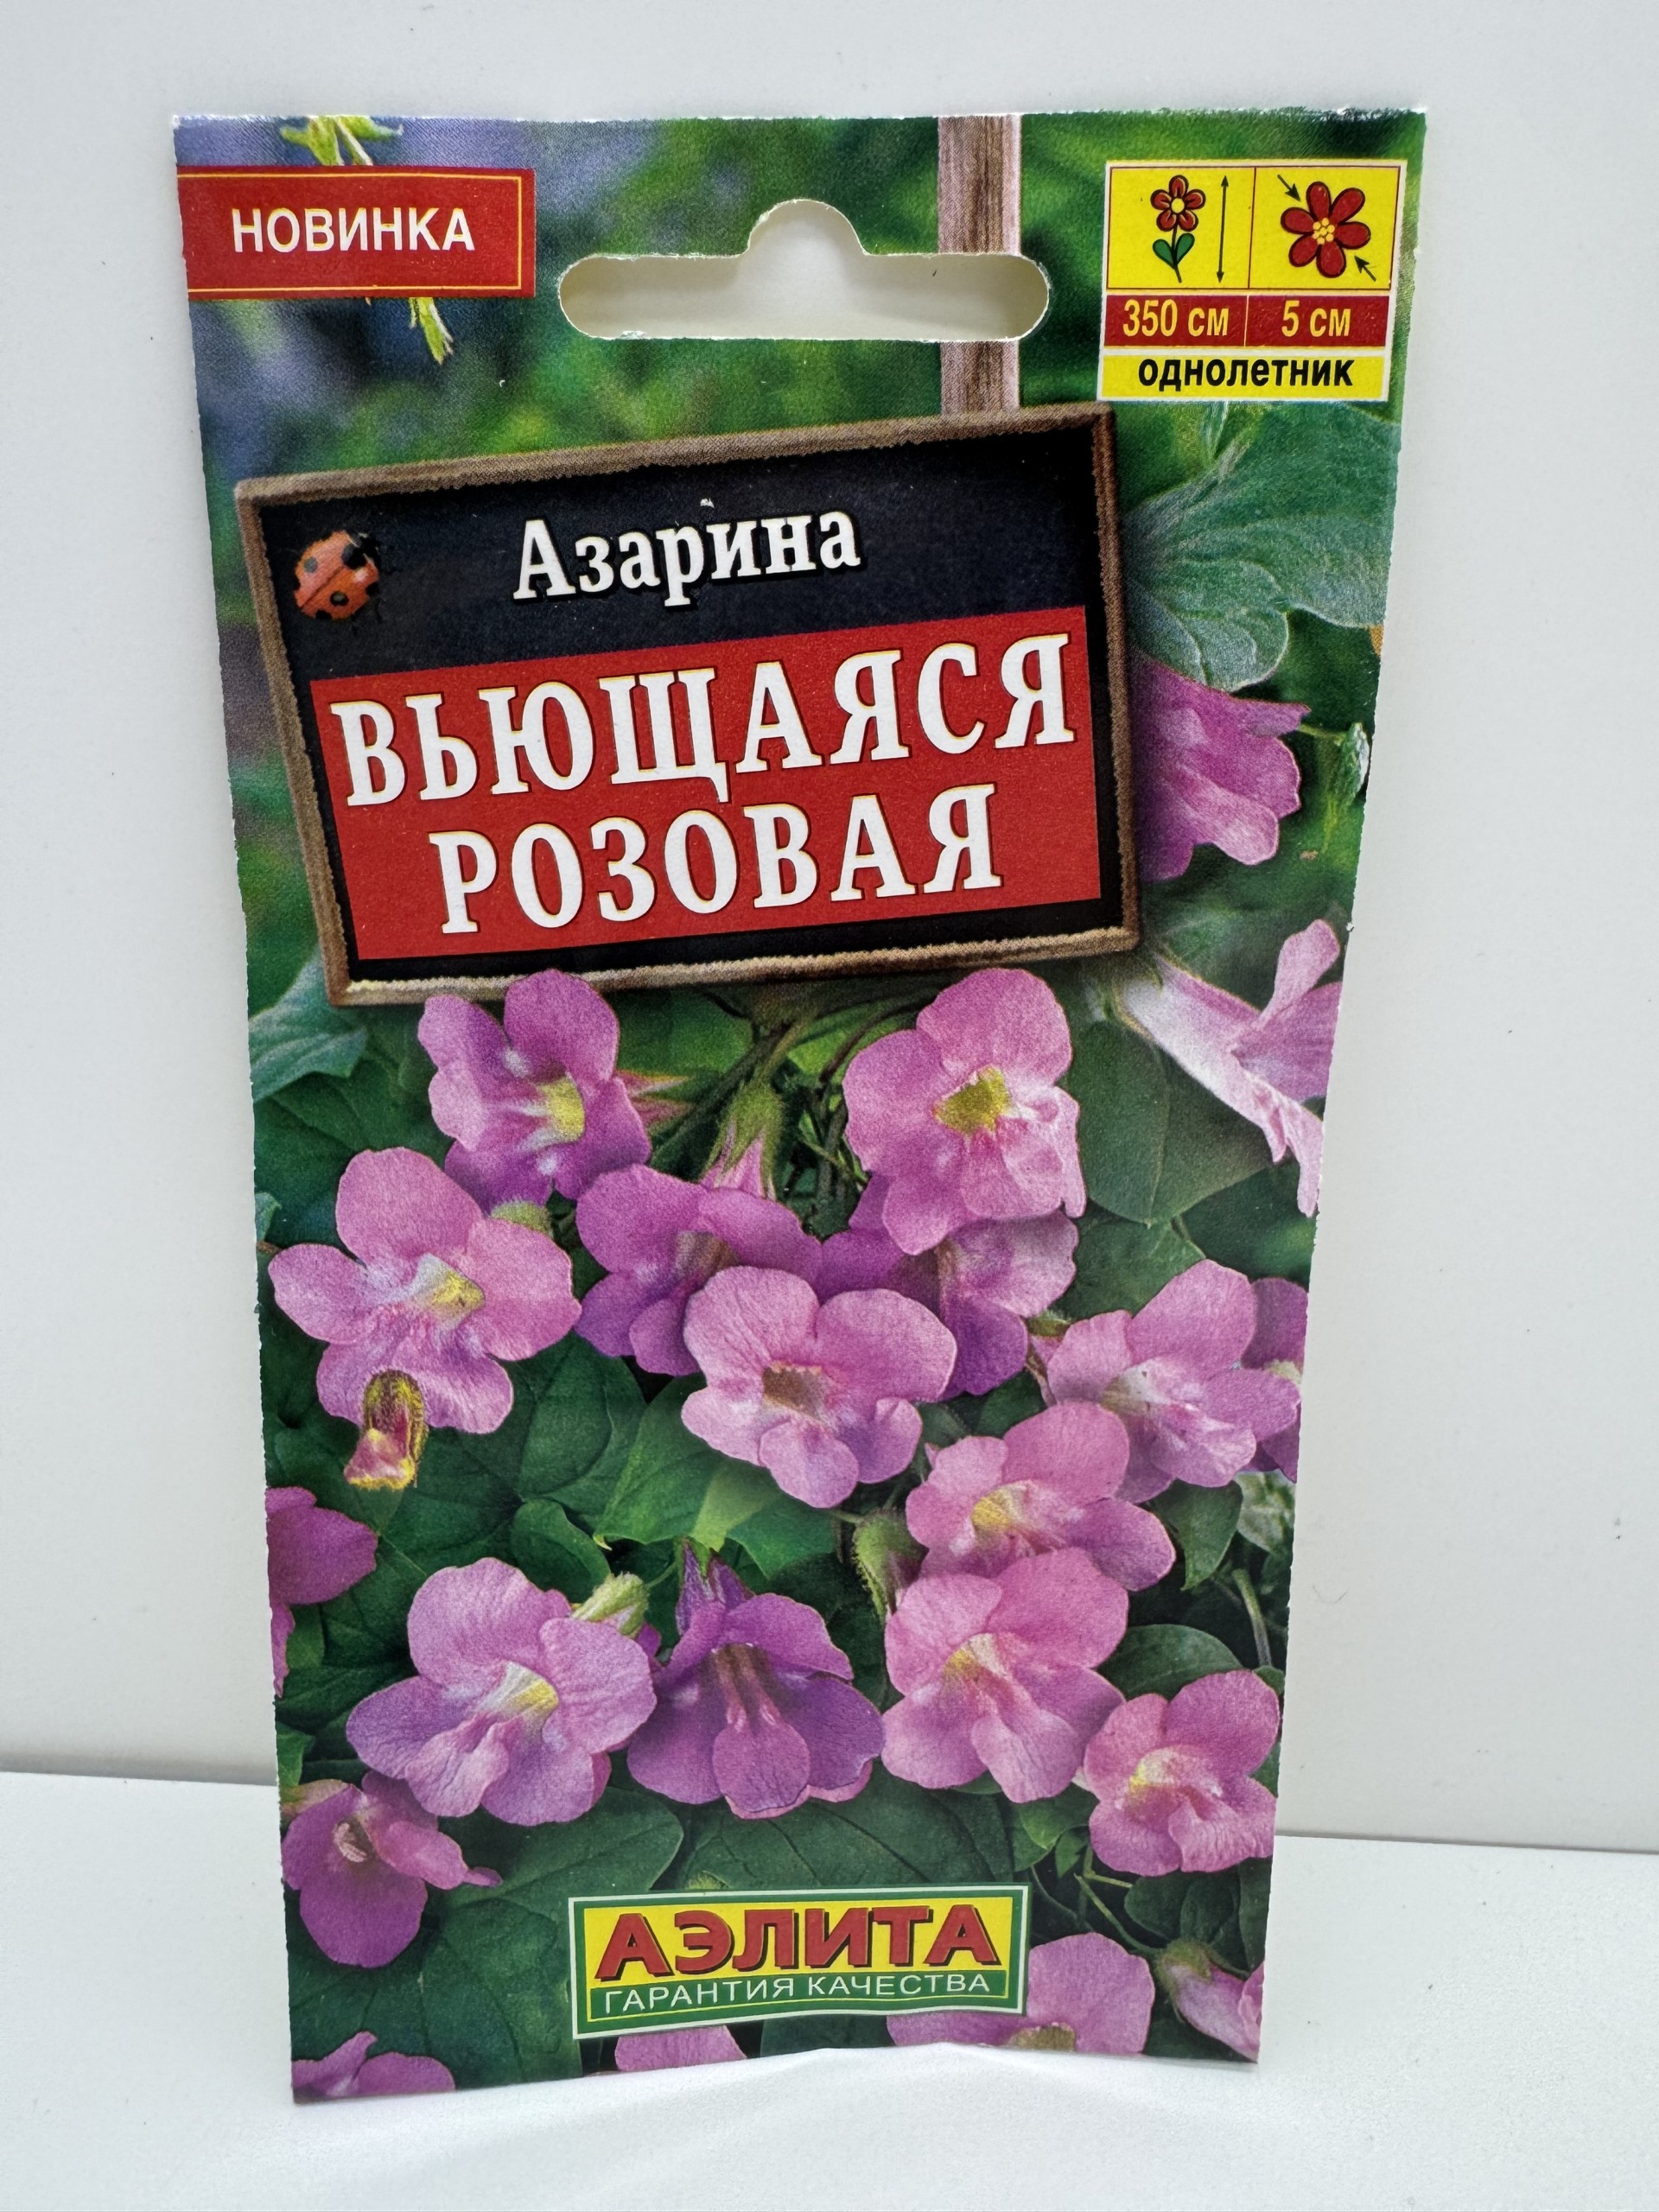 НОВИНКА
350 см
5 см
однолетник
Азарина
ВЬЮЩАЯСЯ
РОЗОВАЯ
АЭЛИТА
ГАРАНТИЯ КАЧЕСТВА